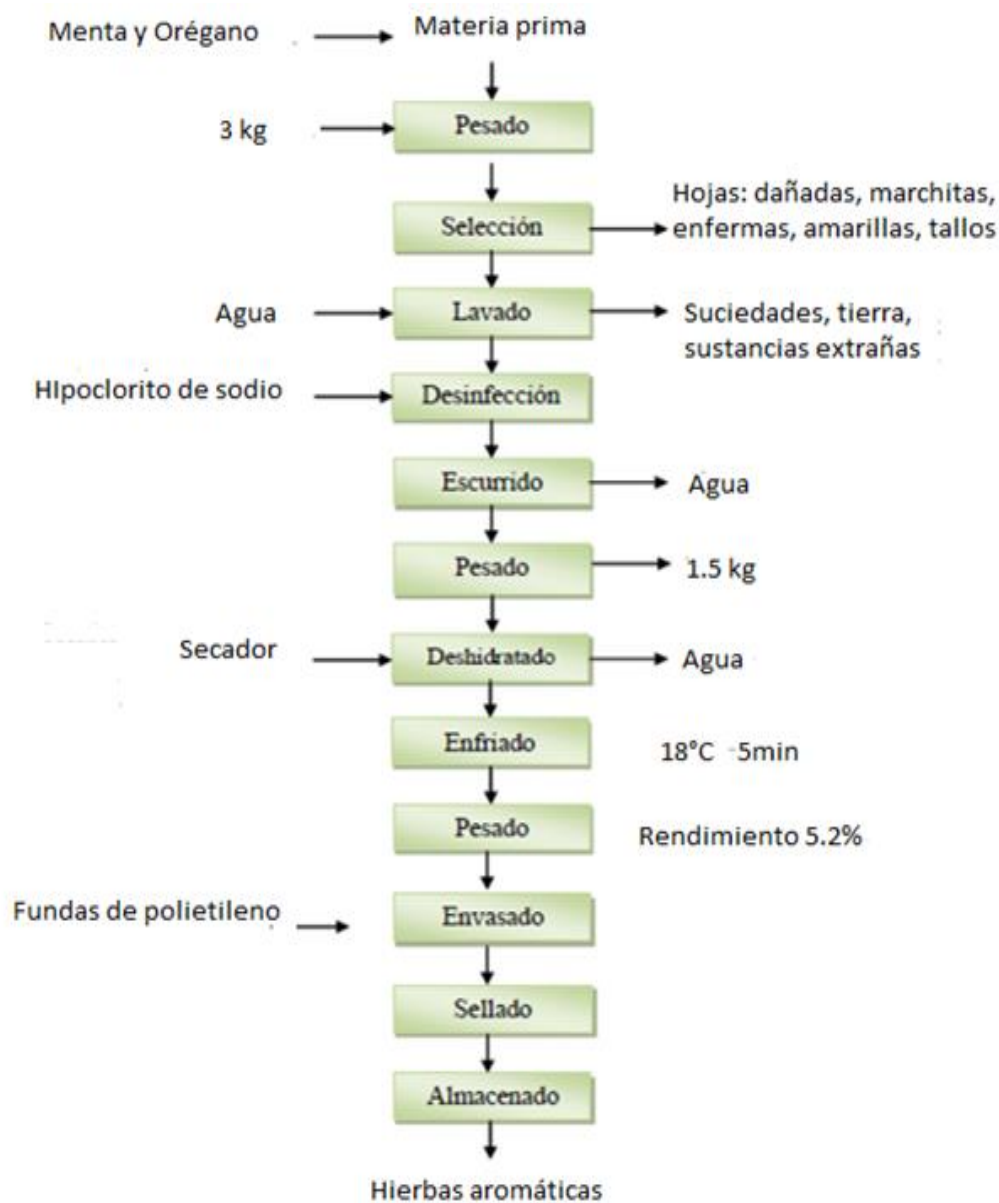 Menta y Orégano
Materia prima
3 kg
Pesado
Selección
Hojas: dañadas, marchitas,
enfermas, amarillas, tallos
Agua
Lavado
Suciedades, tierra,
sustancias extrañas
HIpoclorito de sodio
Desinfección
Escurrido
Agua
Pesado
1.5 kg
Secador
Deshidratado
Agua
Enfriado
18°C -5min
Pesado
Rendimiento 5.2%
Fundas de polietileno
Envasado
Sellado
Almacenado
Hierbas aromáticas